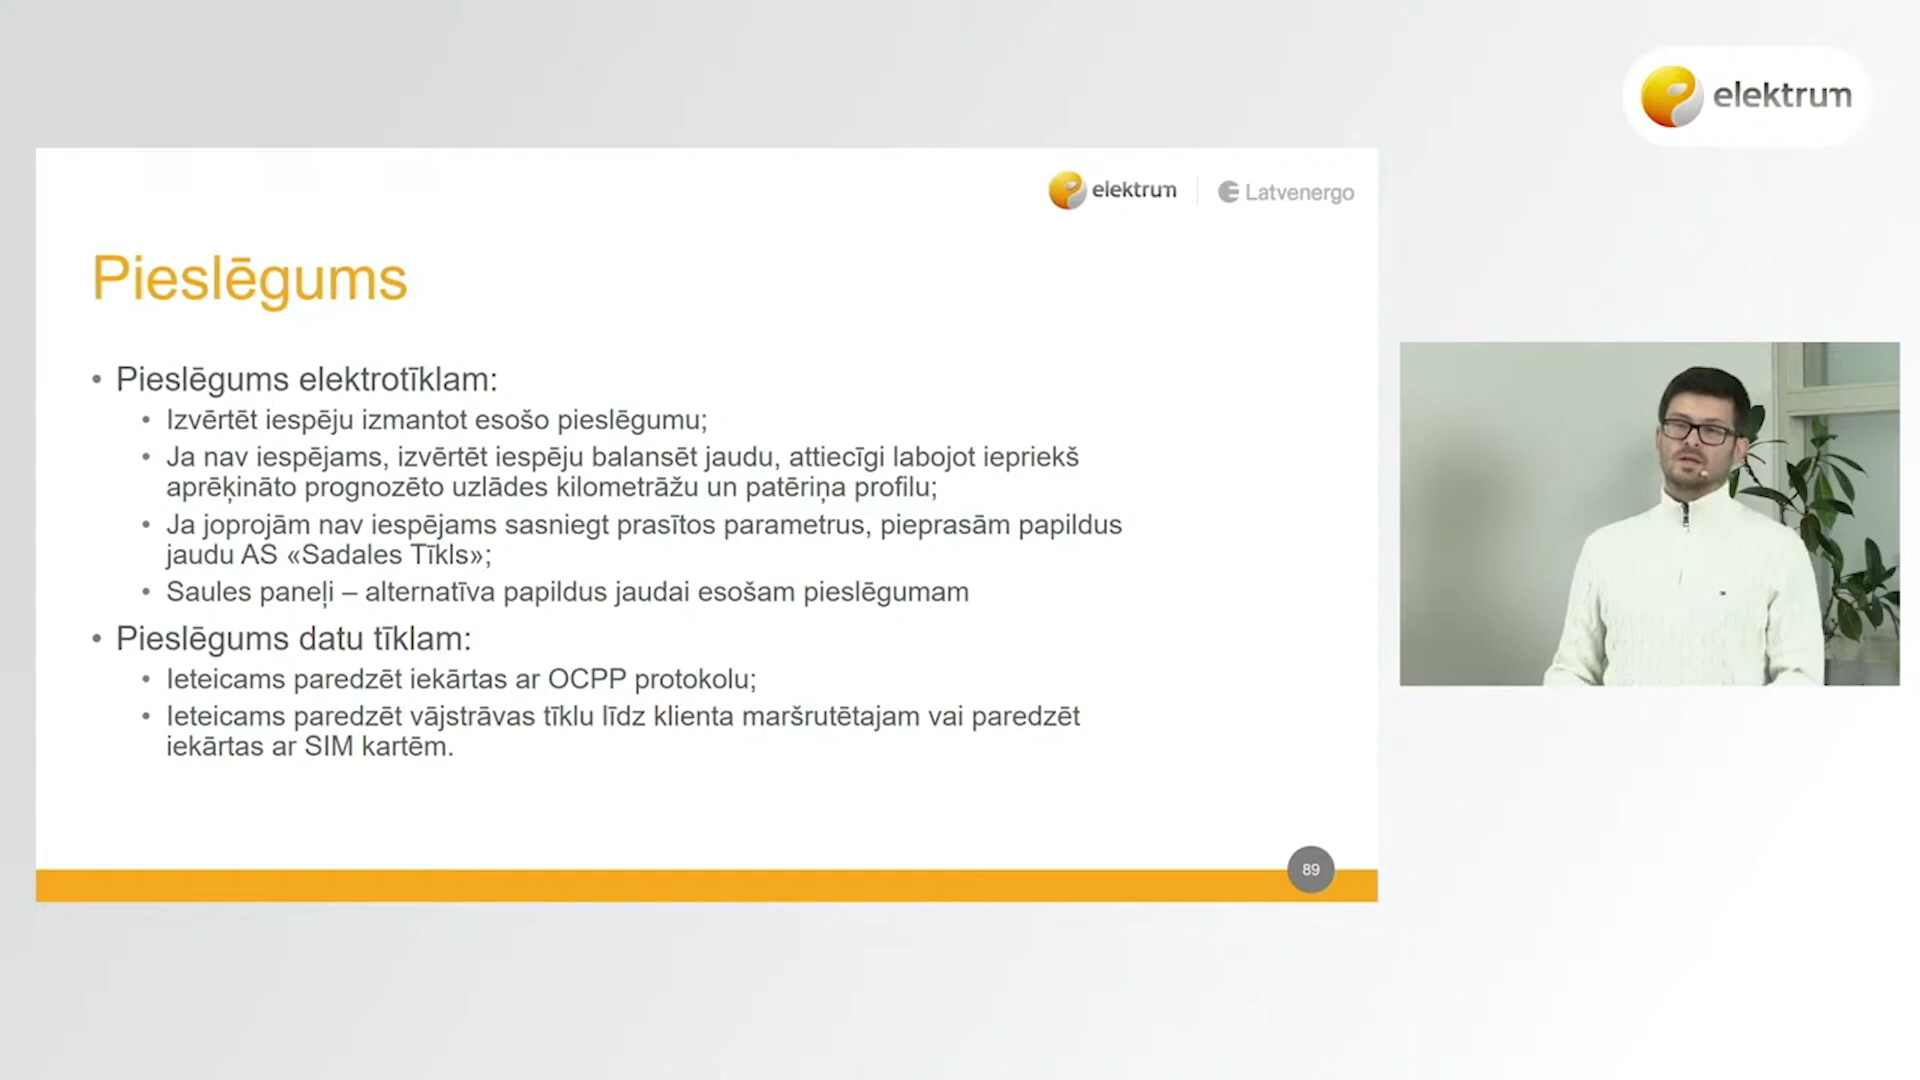 elektrum
elektrum
Latvenergo
Pieslēgums
• Pieslēgums elektrotīklam:
• Izvērtēt iespēju izmantot esošo pieslēgumu;
• Ja nav iespējams, izvērtēt iespēju balansēt jaudu, attiecīgi labojot iepriekš
aprēķināto prognozēto uzlādes kilometrāžu un patēriņa profilu;
• Ja joprojām nav iespējams sasniegt prasītos parametrus, pieprasām papildus
jaudu AS «Sadales Tīkls»;
• Saules paneļi – alternatīva papildus jaudai esošam pieslēgumam
• Pieslēgums datu tīklam:
• Ieteicams paredzēt iekārtas ar OCPP protokolu;
• Ieteicams paredzēt vājstrāvas tīklu līdz klienta maršrutētajam vai paredzēt
iekārtas ar SIM kartēm.
89